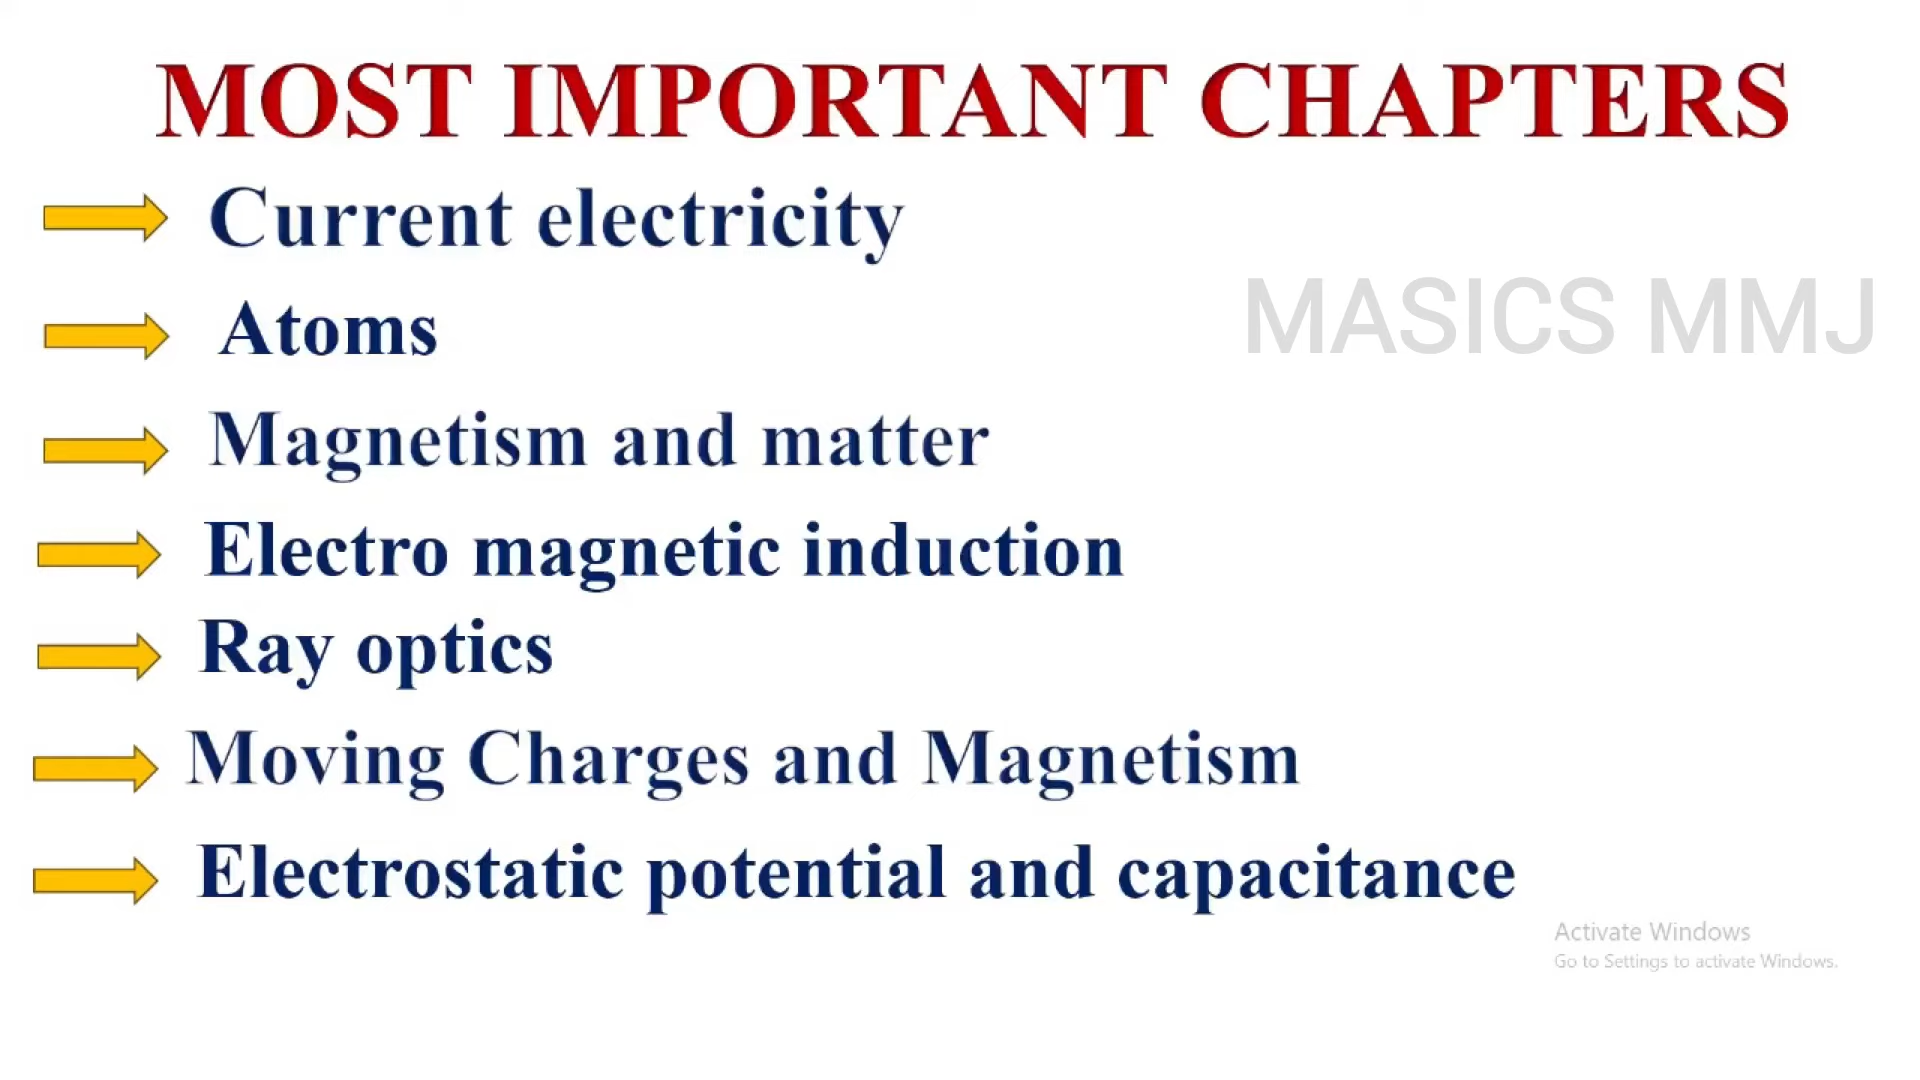 MOST IMPORTANT CHAPTERS
Current electricity
MASICS MMJ
Atoms
Magnetism and matter
Electro magnetic induction
Ray optics
Moving Charges and Magnetism
Electrostatic potential and capacitance
Activate Windows
Go to Settings to activate Windows.